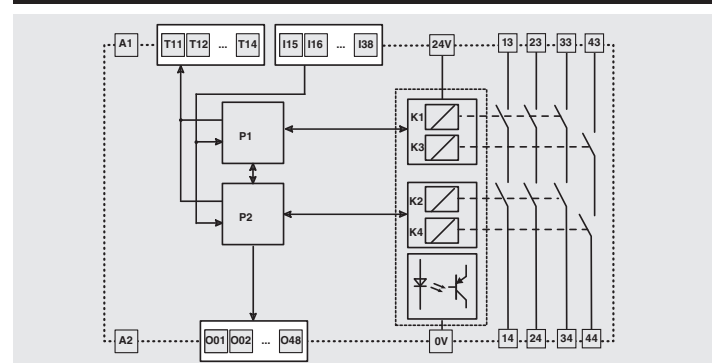 A1 T11 T12 ... T14 I15 I16 ... I38 24V 13 23 33 43
K1
P1
K3
K2
P2
K4
A2 O01 O02 ... O48 0V 14 24 34 44